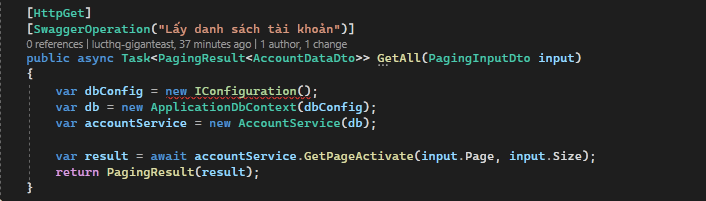 [HttpGet]
[SwaggerOperation("Lấy danh sách tài khoản")]
0 references | lucthq-giganteast, 37 minutes ago | 1 author, 1 change
public async Task<PagingResult<AccountDataDto>> GetAll(PagingInputDto input)
{
    var dbConfig = new IConfiguration();
    var db = new ApplicationDbContext(dbConfig);
    var accountService = new AccountService(db);

    var result = await accountService.GetPageActivate(input.Page, input.Size);
    return PagingResult(result);
}